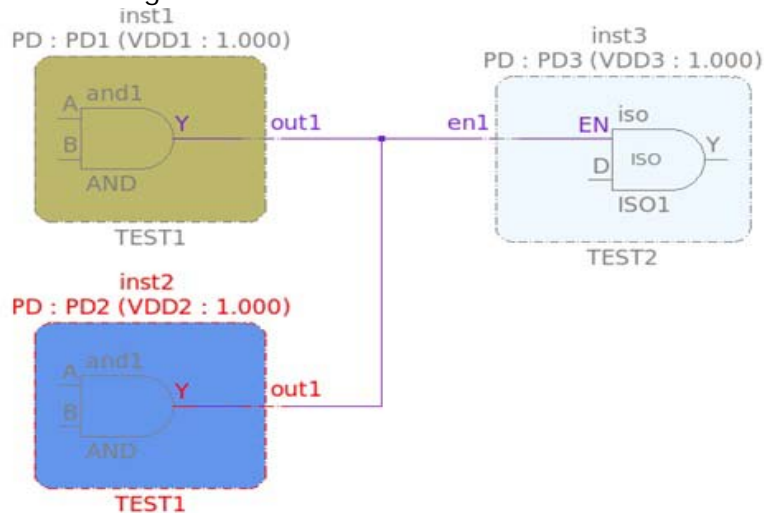 inst1
PD : PD1 (VDD1 : 1.000)
and1
A
Y
B
AND
out1
TEST1
inst3
PD : PD3 (VDD3 : 1.000)
en1
EN
iso
D
ISO
Y
ISO1
TEST2
inst2
PD : PD2 (VDD2 : 1.000)
and1
A
Y
B
AND
out1
TEST1